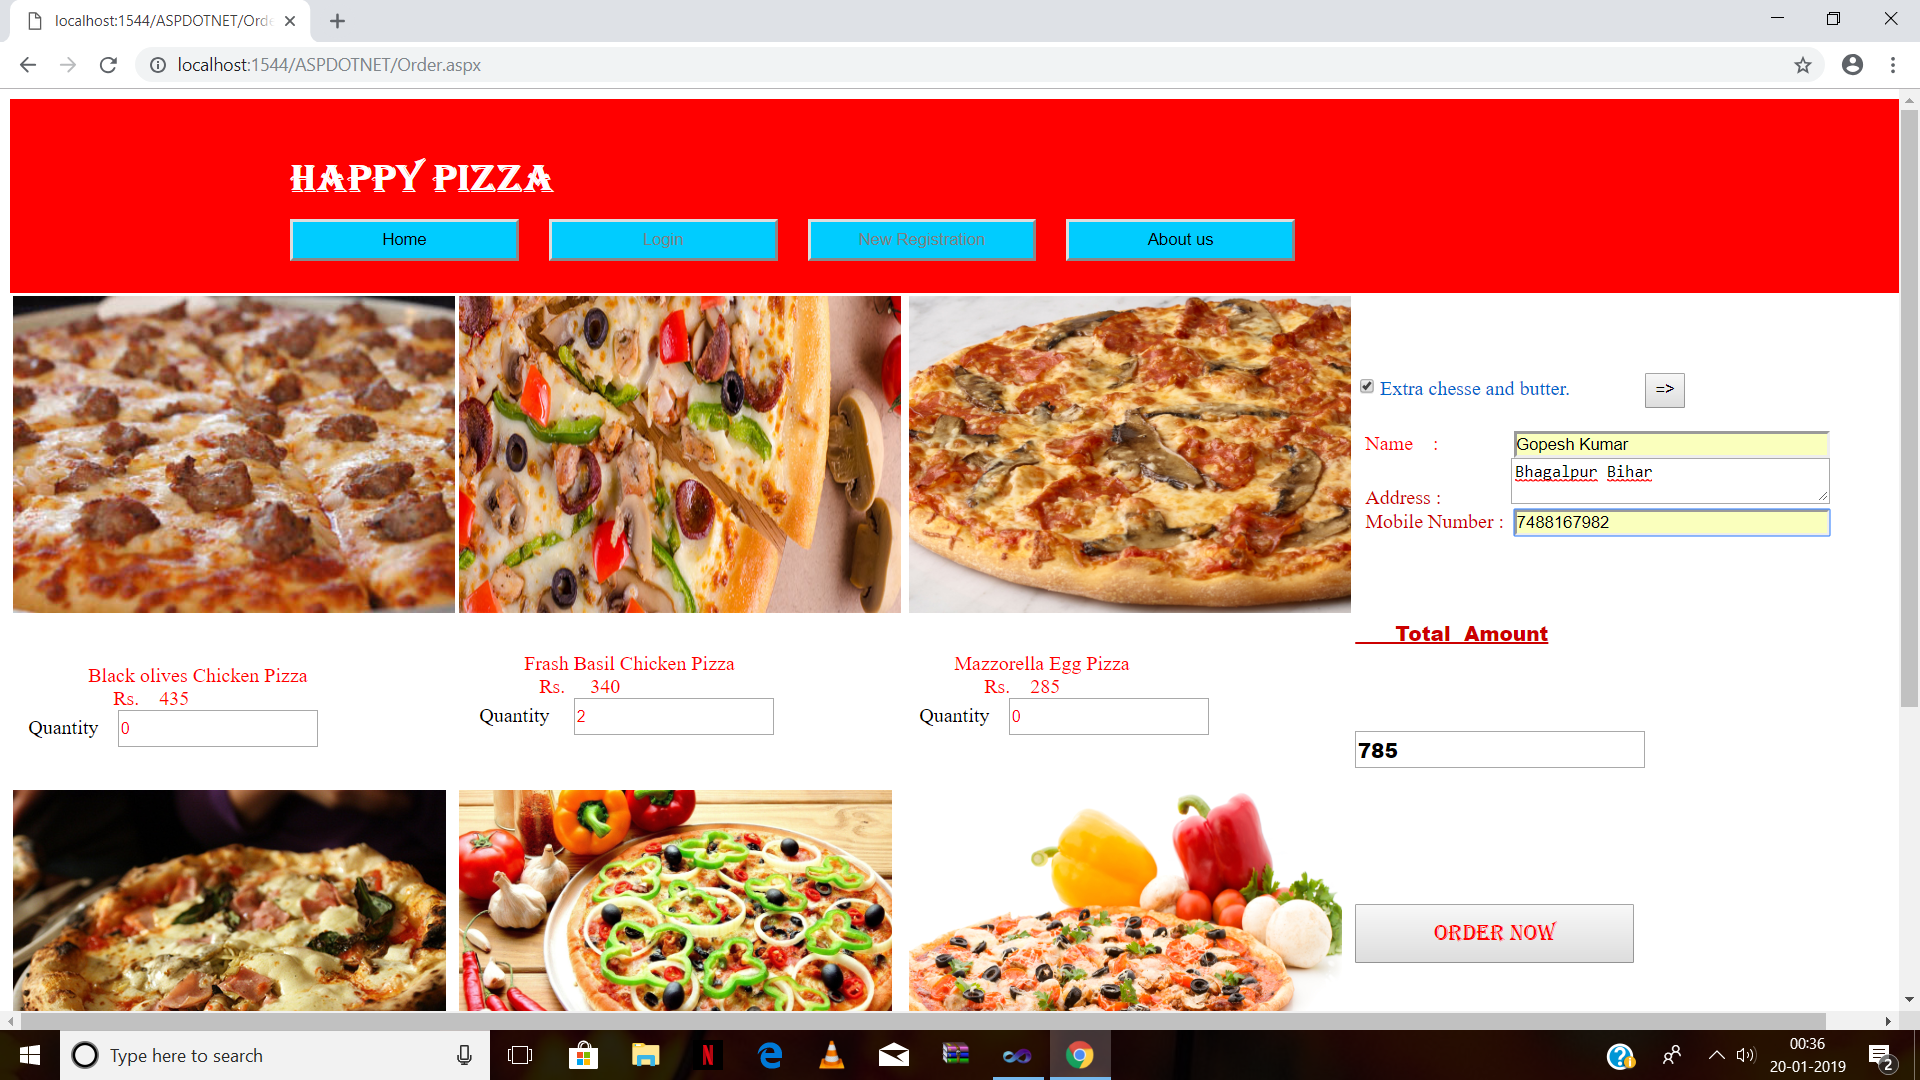 localhost:1544/ASPDOTNET/Orde
localhost:1544/ASPDOTNET/Order.aspx
HAPPY PIZZA
Home
Login
New Registration
About us
Extra chesse and butter.
=>
Name :
Gopesh Kumar
Bhagalpur Bihar
Address :
Mobile Number :
7488167982
Total Amount
Black olives Chicken Pizza
Rs. 435
Quantity
0
Frash Basil Chicken Pizza
Rs. 340
Quantity
2
Mazzorella Egg Pizza
Rs. 285
Quantity
0
785
ORDER NOW
Type here to search
N
00:36
20-01-2019
2